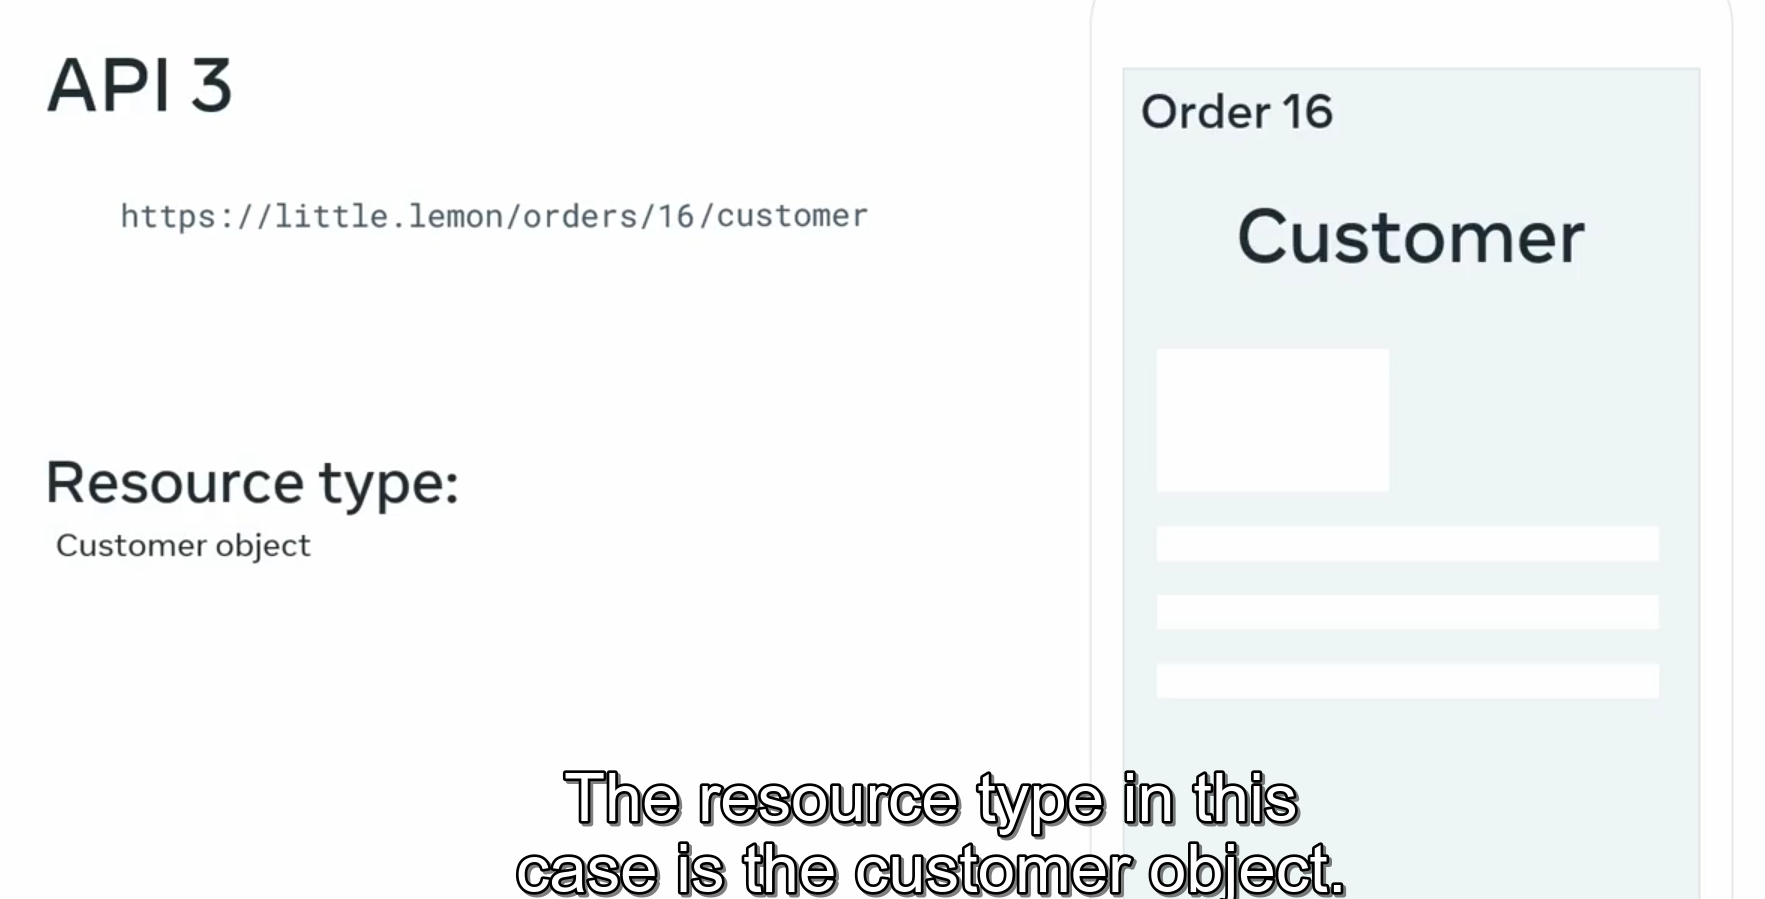 API 3
https://little.lemon/orders/16/customer
Resource type:
Customer object
Order 16
Customer
The resource type in this
case is the customer object.